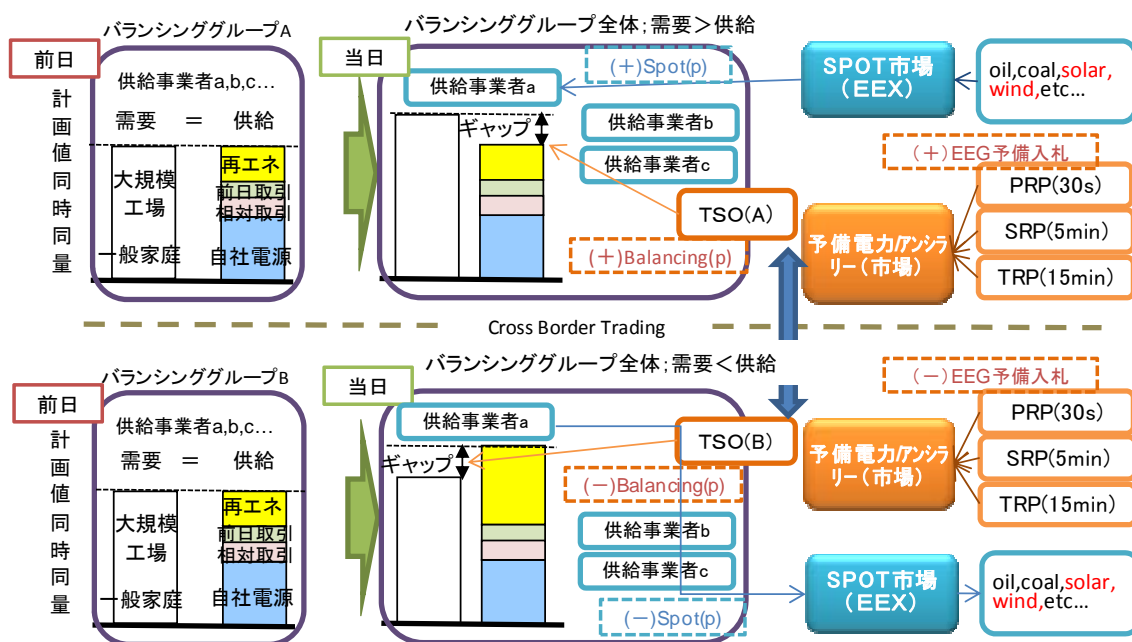 バランシンググループA
前日
計画値同時量
供給事業者a,b,c…
需要 = 供給
大規模
工場
一般家庭
再エネ
前日取引
相対取引
自社電源
当日
バランシンググループ全体;需要>供給
(+)Spot(p)
供給事業者a
ギャップ
供給事業者b
供給事業者c
TSO(A)
(+)Balancing(p)
SPOT市場
(EEX)
oil,coal,solar,
wind,etc…
(+)EEG予備入札
予備電力/アンシラ
リー(市場)
PRP(30s)
SRP(5min)
TRP(15min)
Cross Border Trading
バランシンググループB
前日
計画値同時量
供給事業者a,b,c…
需要 = 供給
大規模
工場
一般家庭
再エネ
前日取引
相対取引
自社電源
当日
バランシンググループ全体;需要<供給
供給事業者a
ギャップ
TSO(B)
(-)Balancing(p)
供給事業者b
供給事業者c
(-)Spot(p)
(-)EEG予備入札
予備電力/アンシラ
リー(市場)
PRP(30s)
SRP(5min)
TRP(15min)
SPOT市場
(EEX)
oil,coal,solar,
wind,etc…